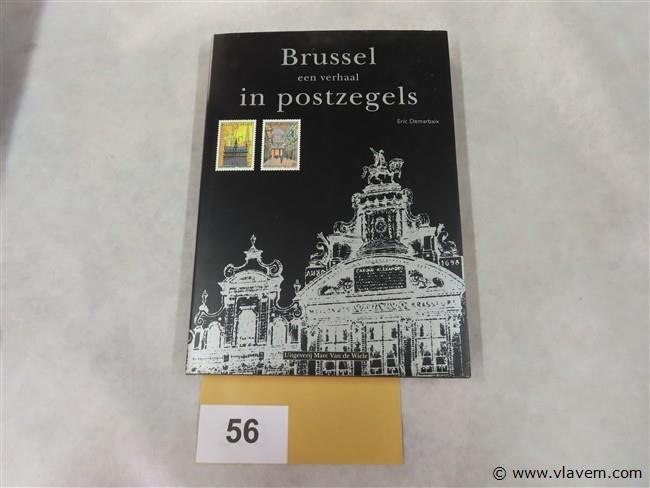 Brussel
een verhaal
in postzegels
Eric Demarbaix
1698
Uitgeverij Marc Van de Wiele
56
© www.vlavem.com